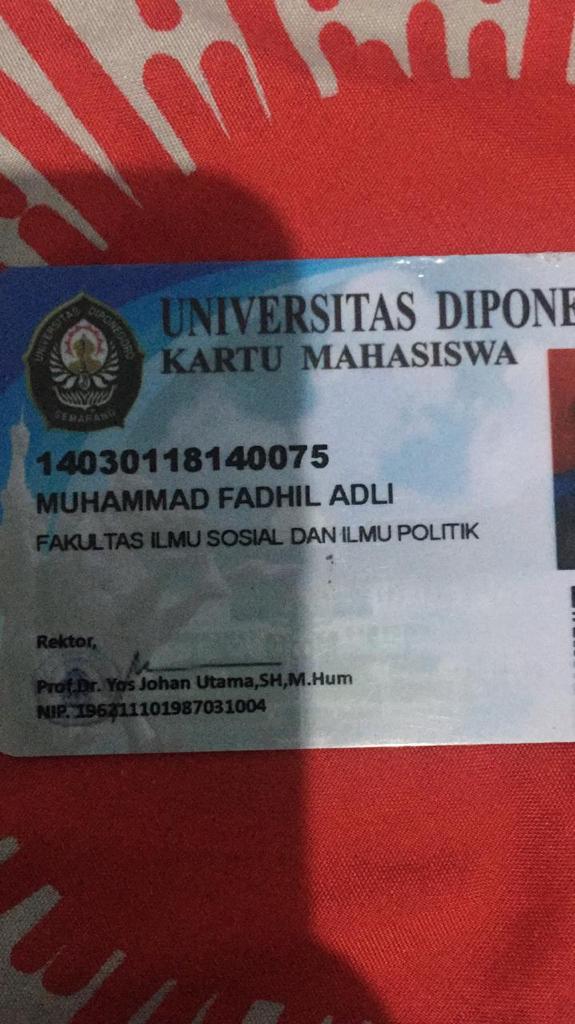 UNIVERSITAS DIPONE
KARTU MAHASISWA
UNIVERSITAS DIPONEGORO
SEMARANG
14030118140075
MUHAMMAD FADHIL ADLI
FAKULTAS ILMU SOSIAL DAN ILMU POLITIK
Rektor,
Prof.Dr. Yos Johan Utama,SH,M.Hum
NIP. 196211101987031004